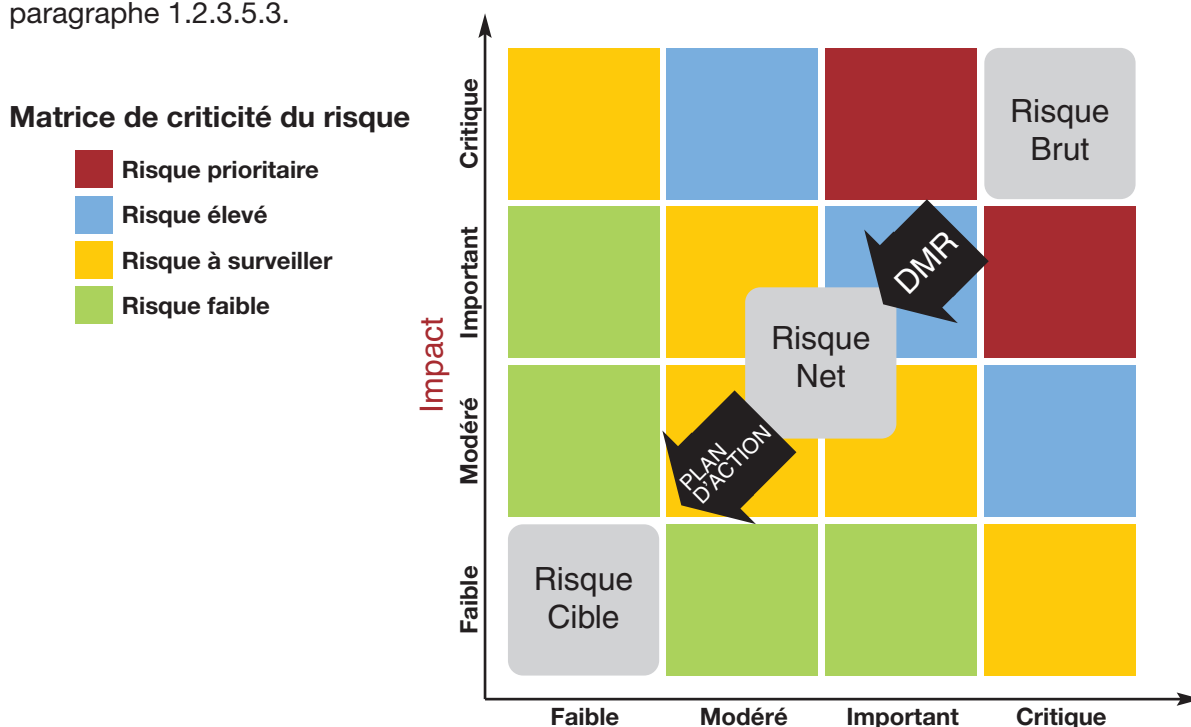 paragraphe 1.2.3.5.3.
Matrice de criticité du risque
Risque prioritaire
Risque élevé
Risque à surveiller
Risque faible
Impact
Critique
Important
Modéré
Faible
Risque
Brut
DMR
Risque
Net
PLAN
D'ACTION
Risque
Cible
Faible
Modéré
Important
Critique